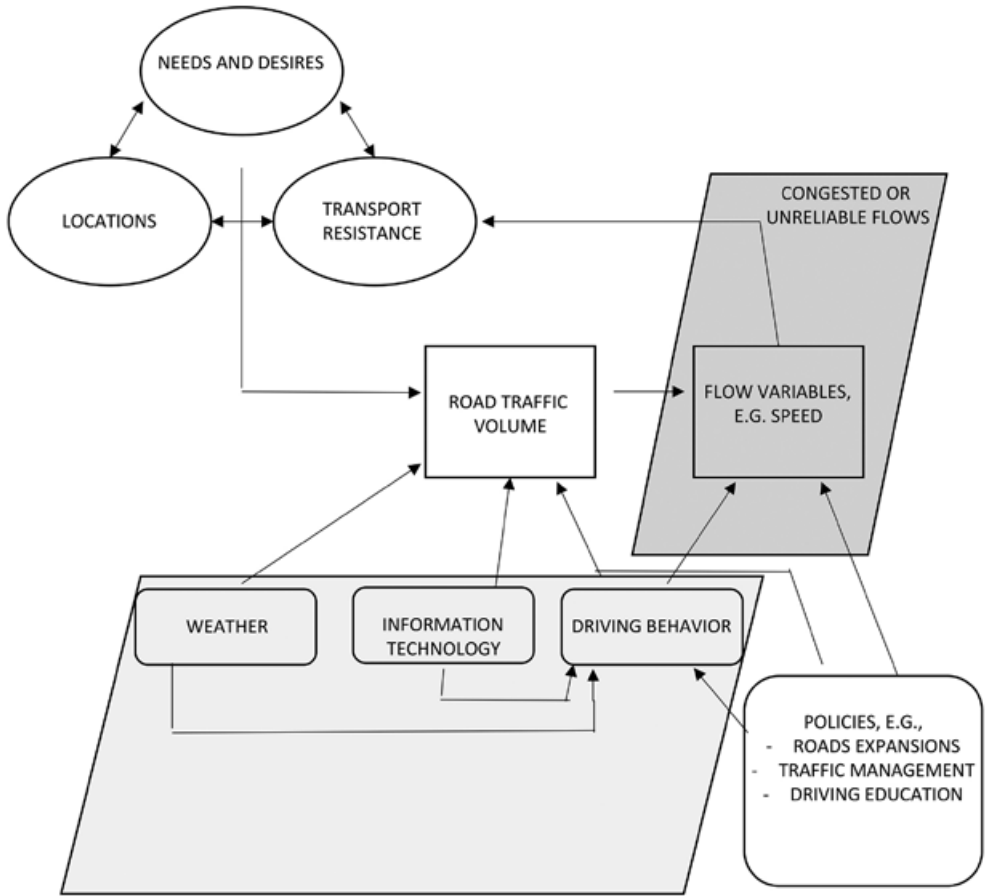 NEEDS AND DESIRES
LOCATIONS
TRANSPORT
RESISTANCE
CONGESTED OR
UNRELIABLE FLOWS
ROAD TRAFFIC
VOLUME
FLOW VARIABLES,
E.G. SPEED
WEATHER
INFORMATION
TECHNOLOGY
DRIVING BEHAVIOR
POLICIES, E.G.,
- ROADS EXPANSIONS
- TRAFFIC MANAGEMENT
- DRIVING EDUCATION